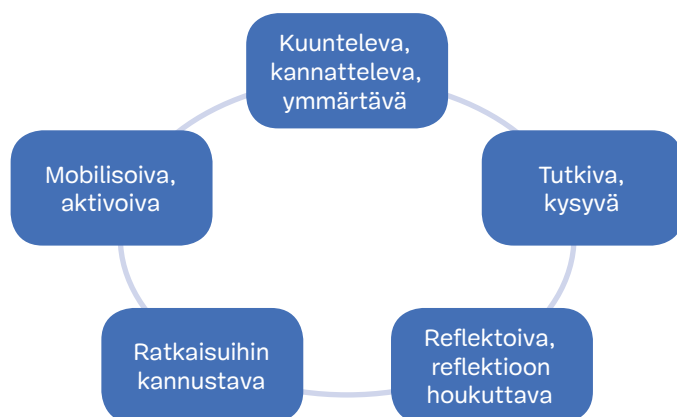 Kuunteleva,
kannatteleva,
ymmärtävä
Tutkiva,
kysyvä
Reflektoiva,
reflektioon
houkuttava
Ratkaisuihin
kannustava
Mobilisoiva,
aktivoiva